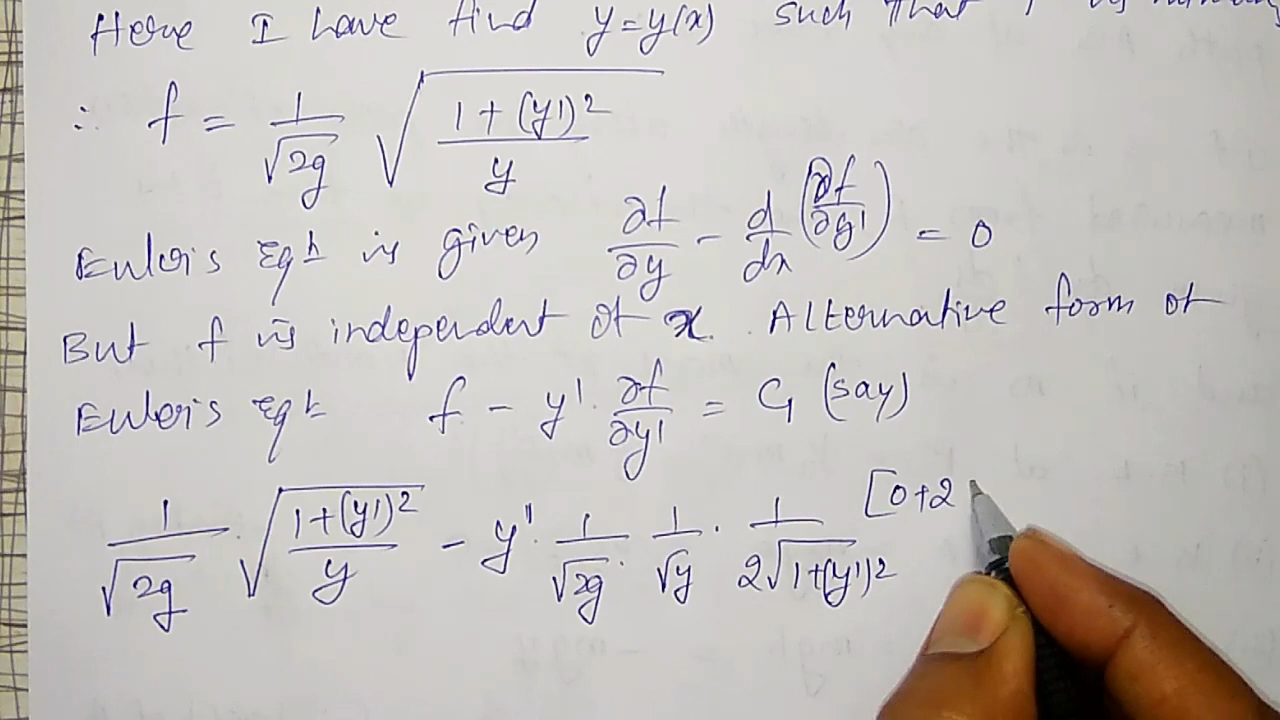 Here I have find y=y(x) such that
∴ f = 1/√2g √(1+(y')²/y)
Euler's Eqn is given ∂f/∂y - d/dx (∂f/∂y') = 0
But f is independent of x. Alternative form of
Euler's Eqn f - y' . ∂f/∂y' = C₁ (say)
1/√2g . √(1+(y')²/y) - y' . 1/√2g . 1/√y . 1/2√1+(y')² [0+2